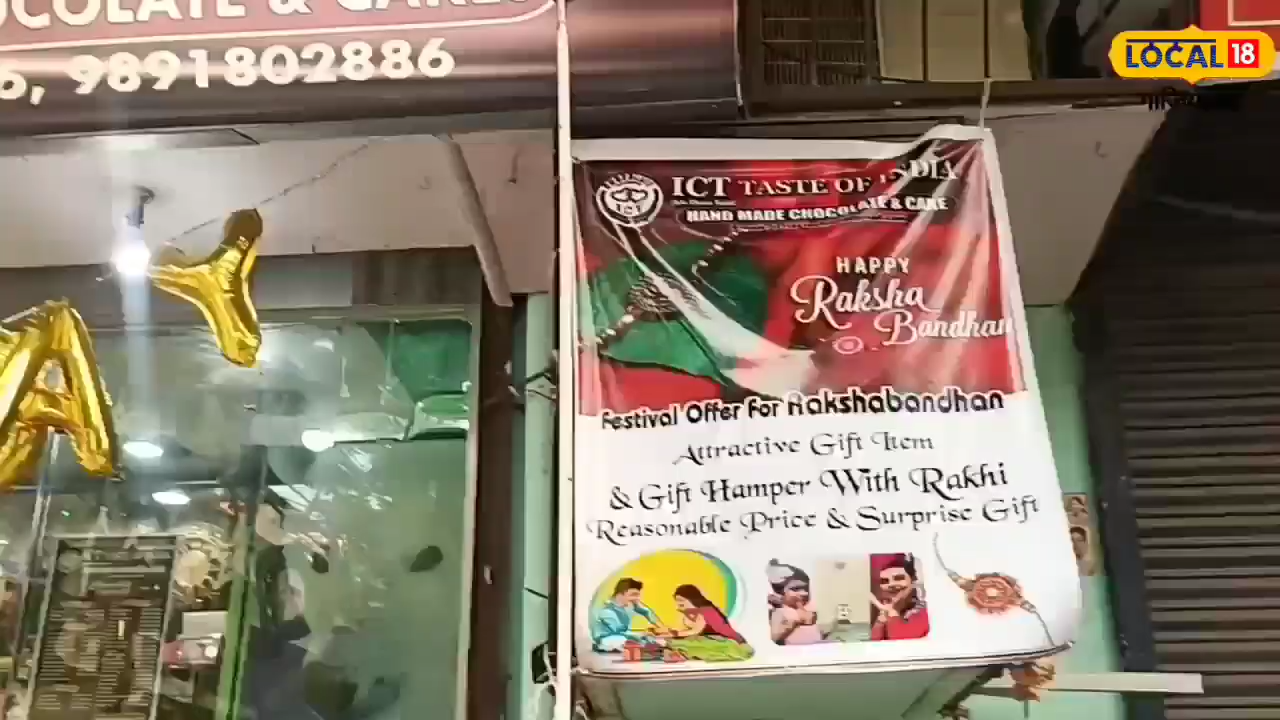 OCOLATE & CAKE
6, 9891802886
LOCAL 18
ICT TASTE OF INDIA
HAND MADE CHOCOLATE & CAKE
HAPPY
Raksha
Bandhan
Festival Offer For Rakshabandhan
Attractive Gift Item
& Gift Hamper With Rakhi
Reasonable Price & Surprise Gift
A
Y